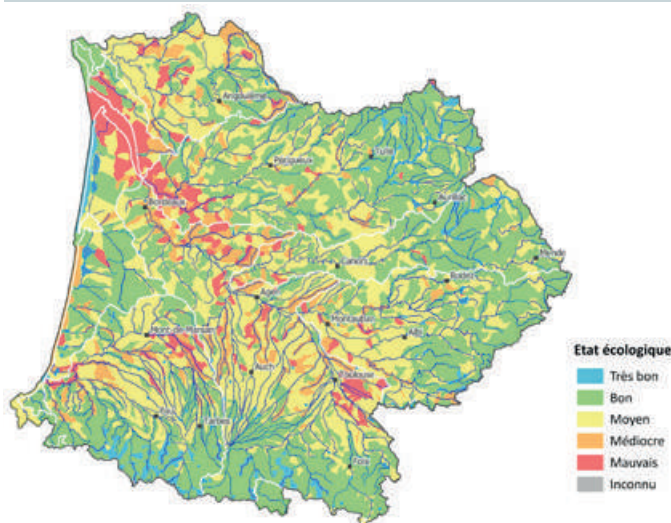 Angoulême
Périgueux
Tulle
Bordeaux
Aurillac
Mende
Cahors
Rodez
Agen
Montauban
Mont-de-Marsan
Albi
Auch
Toulouse
Pau
Tarbes
Foix
Etat écologique
Très bon
Bon
Moyen
Médiocre
Mauvais
Inconnu